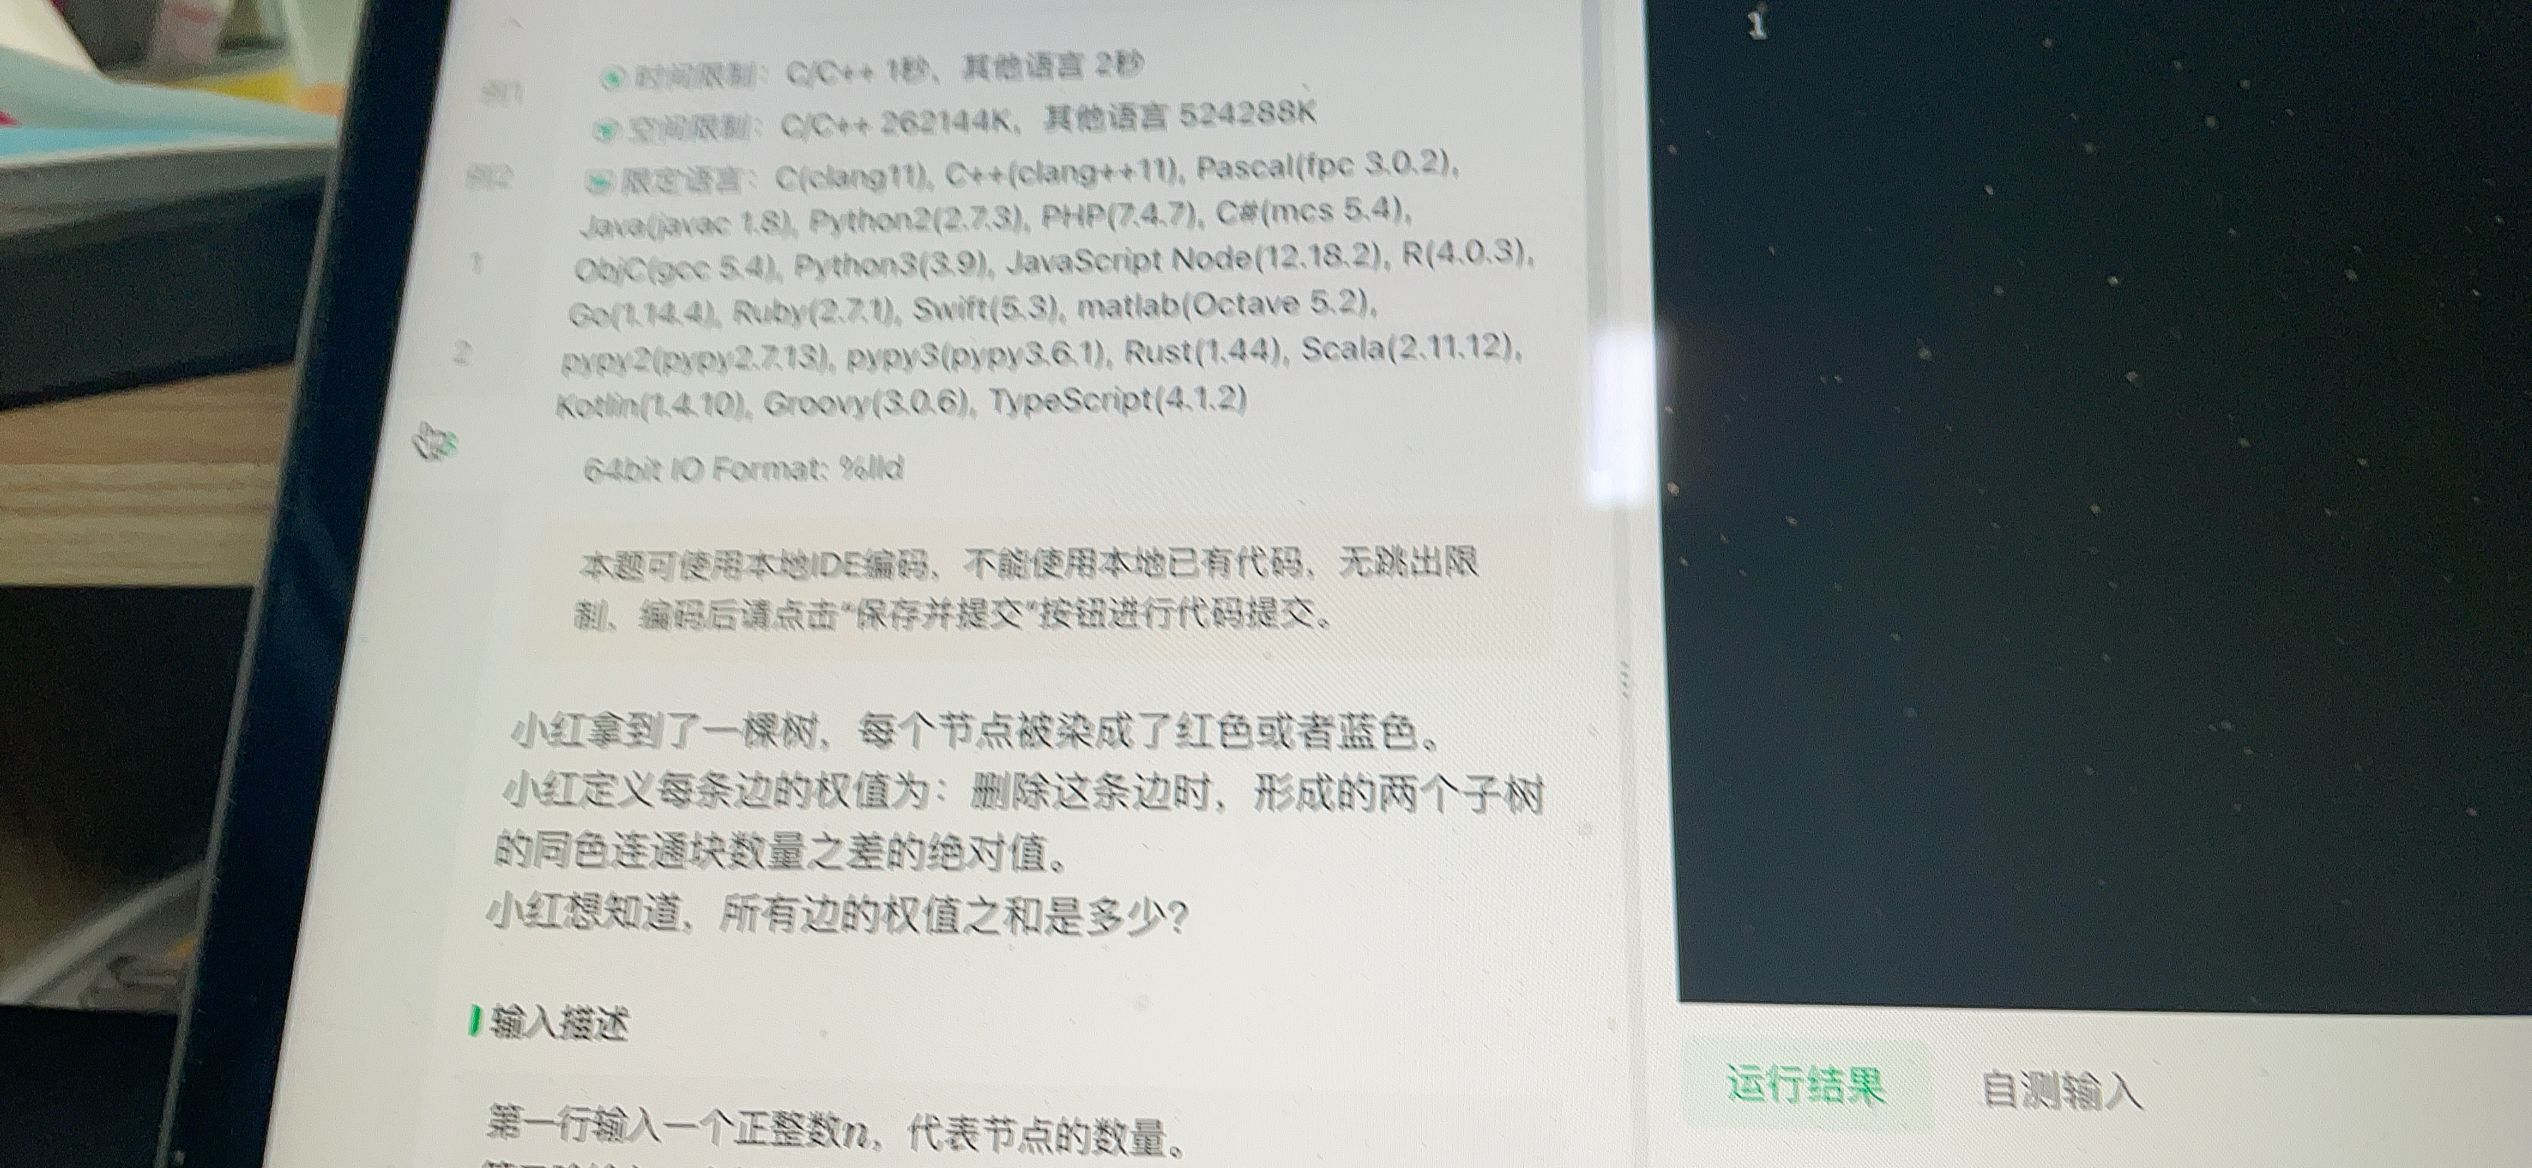 时间限制：C/C++ 1秒，其他语言 2秒
空间限制：C/C++ 262144K，其他语言 524288K
限定语言：C(clang11), C++(clang++11), Pascal(fpc 3.0.2),
Java(javac 1.8), Python2(2.7.3), PHP(7.4.7), C#(mcs 5.4),
ObjC(gcc 5.4), Python3(3.9), JavaScript Node(12.18.2), R(4.0.3),
Go(1.14.4), Ruby(2.7.1), Swift(5.3), matlab(Octave 5.2),
pypy2(pypy2.7.13), pypy3(pypy3.6.1), Rust(1.44), Scala(2.11.12),
Kotlin(1.4.10), Groovy(3.0.6), TypeScript(4.1.2)
64bit IO Format: %lld
本题可使用本地IDE编码，不能使用本地已有代码，无跳出限
制，编码后请点击“保存并提交”按钮进行代码提交。
小红拿到了一棵树，每个节点被染成了红色或者蓝色。
小红定义每条边的权值为：删除这条边时，形成的两个子树
的同色连通块数量之差的绝对值。
小红想知道，所有边的权值之和是多少？
输入描述
第一行输入一个正整数n，代表节点的数量。
1
2
1
运行结果
自测输入